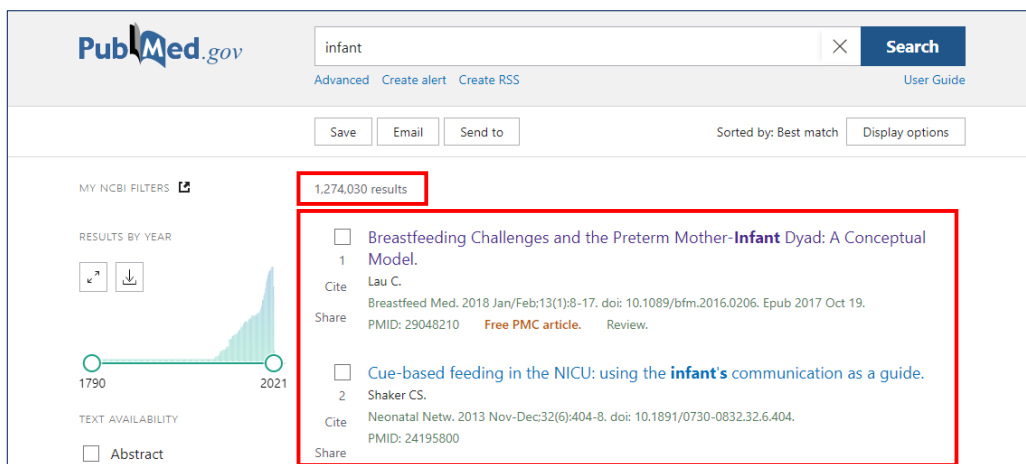 PubMed.gov
infant
Search
Advanced Create alert Create RSS
User Guide
Save Email Send to
Sorted by: Best match Display options
MY NCBI FILTERS
1,274,030 results
RESULTS BY YEAR
1790 2021
TEXT AVAILABILITY
Abstract
Breastfeeding Challenges and the Preterm Mother-Infant Dyad: A Conceptual
Model.
1
Cite
Share
Lau C.
Breastfeed Med. 2018 Jan/Feb;13(1):8-17. doi: 10.1089/bfm.2016.0206. Epub 2017 Oct 19.
PMID: 29048210 Free PMC article. Review.
Cue-based feeding in the NICU: using the infant's communication as a guide.
2
Cite
Share
Shaker CS.
Neonatal Netw. 2013 Nov-Dec;32(6):404-8. doi: 10.1891/0730-0832.32.6.404.
PMID: 24195800